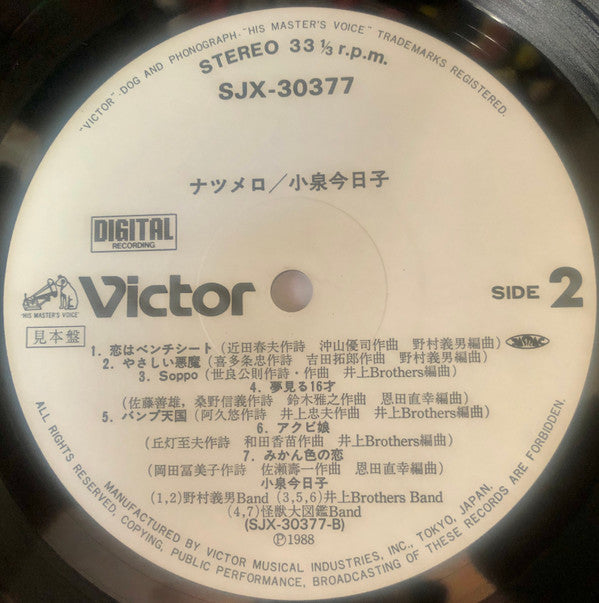 "VICTOR"-DOG AND PHONOGRAPH-"HIS MASTER'S VOICE" TRADEMARKS REGISTERED.
STEREO 33 1/3 r.p.m.
SJX-30377
ナツメロ/小泉今日子
DIGITAL
RECORDING
"HIS MASTER'S VOICE"
Victor
SIDE 2
見本盤
1. 恋はベンチシート (近田春夫作詩 沖山優司作曲 野村義男編曲)
2. やさしい悪魔 (喜多条忠作詩 吉田拓郎作曲 野村義男編曲)
3. Soppo (世良公則作詩・作曲 井上Brothers編曲)
4. 夢見る16才
(佐藤善雄, 桑野信義作詩 鈴木雅之作曲 恩田直幸編曲)
5. バンプ天国 (阿久悠作詩 井上忠夫作曲 井上Brothers編曲)
6. アクビ娘
(丘灯至夫作詩 和田香苗作曲 井上Brothers編曲)
7. みかん色の恋
(岡田冨美子作詩 佐瀬壽一作曲 恩田直幸編曲)
小泉今日子
(1,2)野村義男Band (3,5,6)井上Brothers Band
(4,7)怪獣大図鑑Band
(SJX-30377-B)
Ⓟ1988
MANUFACTURED BY VICTOR MUSICAL INDUSTRIES, INC., TOKYO, JAPAN.
ALL RIGHTS RESERVED, COPYING, PUBLIC PERFORMANCE, BROADCASTING OF THESE RECORDS ARE FORBIDDEN.